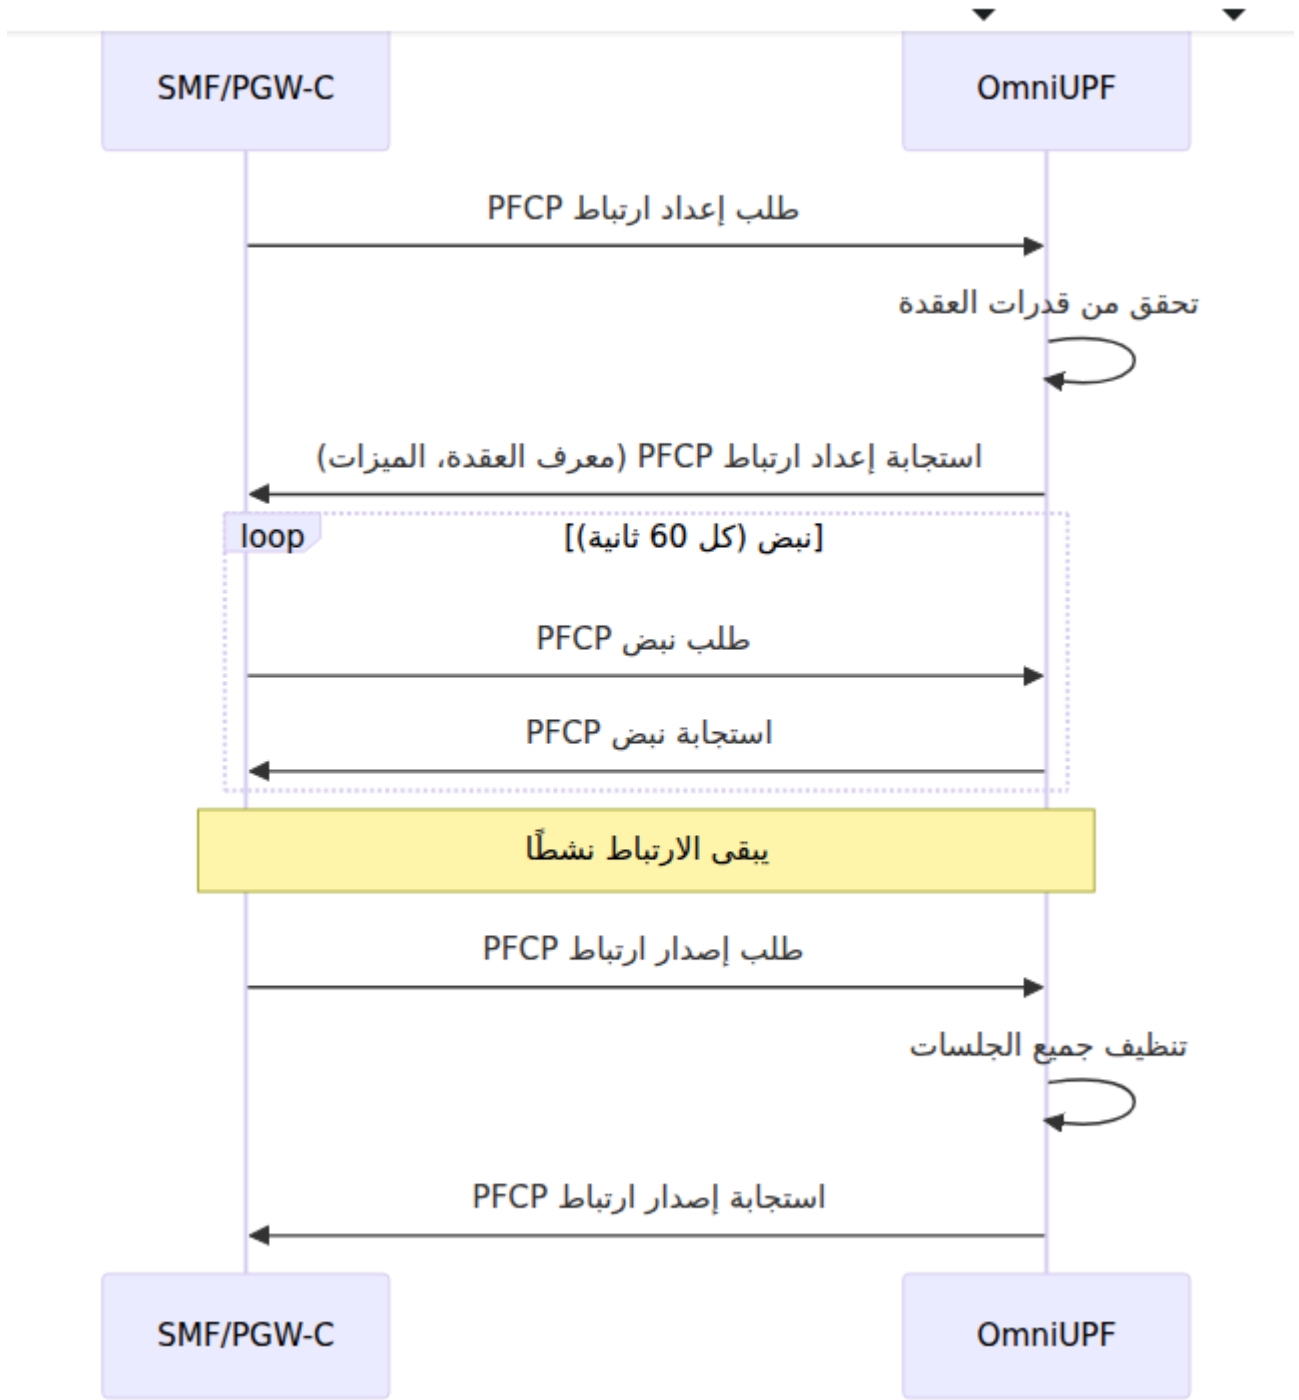 SMF/PGW-C
OmniUPF
طلب إعداد ارتباط PFCP
تحقق من قدرات العقدة
استجابة إعداد ارتباط PFCP (معرف العقدة، الميزات)
loop
[نبض (كل 60 ثانية)]
طلب نبض PFCP
استجابة نبض PFCP
يبقى الارتباط نشطًا
طلب إصدار ارتباط PFCP
تنظيف جميع الجلسات
استجابة إصدار ارتباط PFCP
SMF/PGW-C
OmniUPF